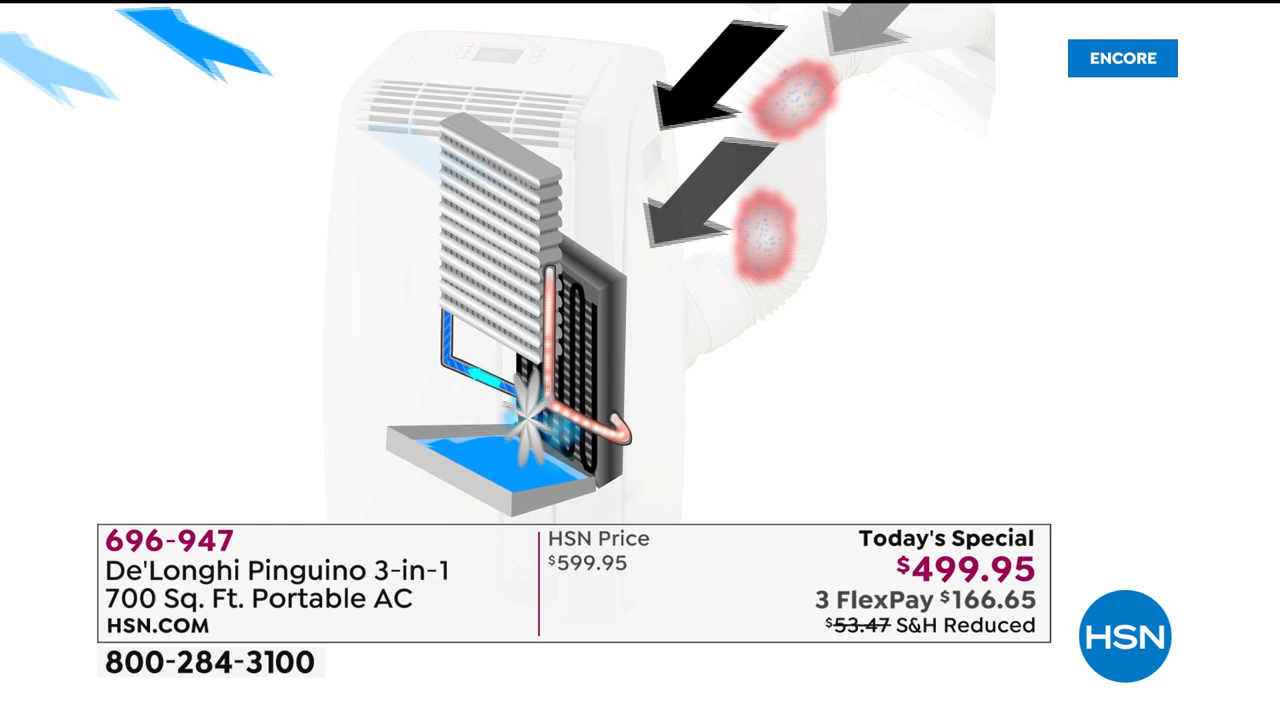 ENCORE
696-947
De'Longhi Pinguino 3-in-1
700 Sq. Ft. Portable AC
HSN.COM
HSN Price
$599.95
Today's Special
$499.95
3 FlexPay $166.65
$53.47 S&H Reduced
800-284-3100
HSN